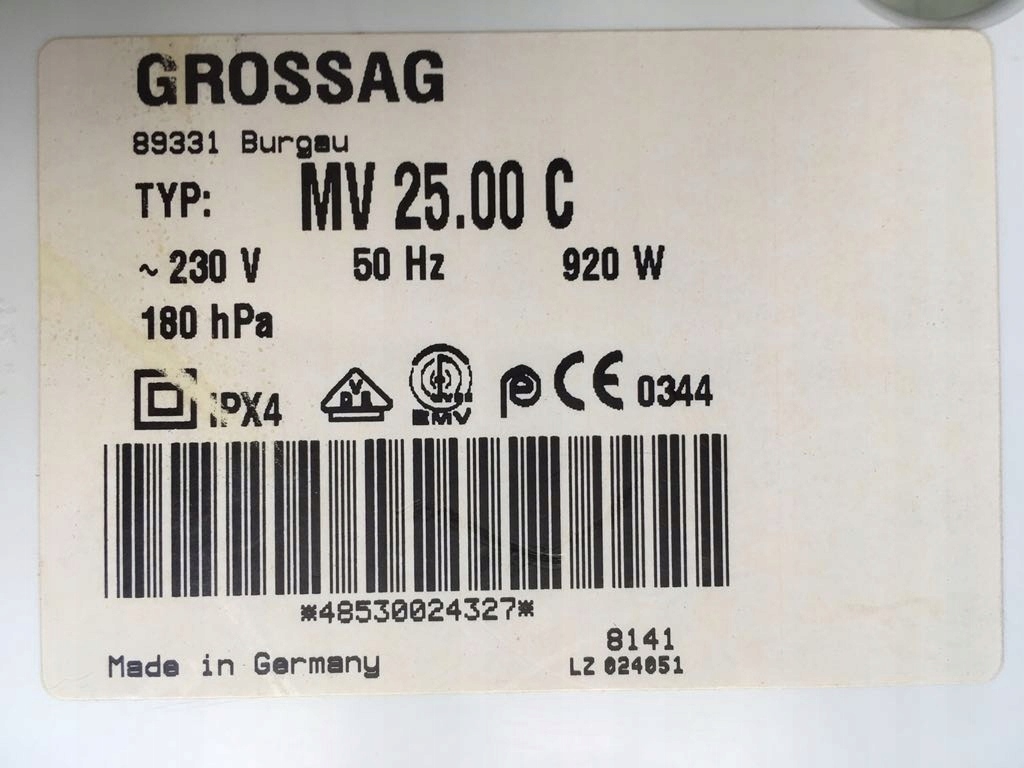 GROSSAG
89331 Burgau
TYP: MV 25.00 C
~ 230 V 50 Hz 920 W
180 hPa
IPX4 VDE EMV CE 0344
*48530024327*
8141
Made in Germany LZ 024051